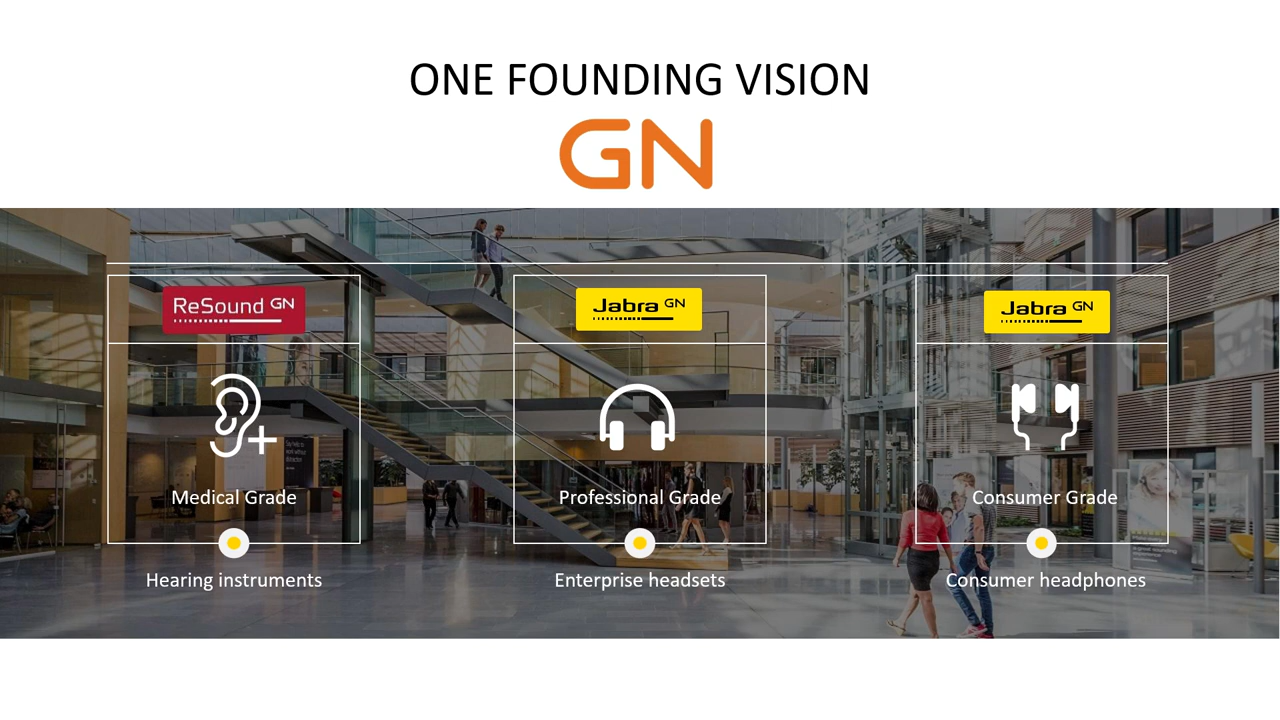 ONE FOUNDING VISION
GN
ReSound GN
Jabra GN
Jabra GN
Medical Grade
Professional Grade
Consumer Grade
Hearing instruments
Enterprise headsets
Consumer headphones